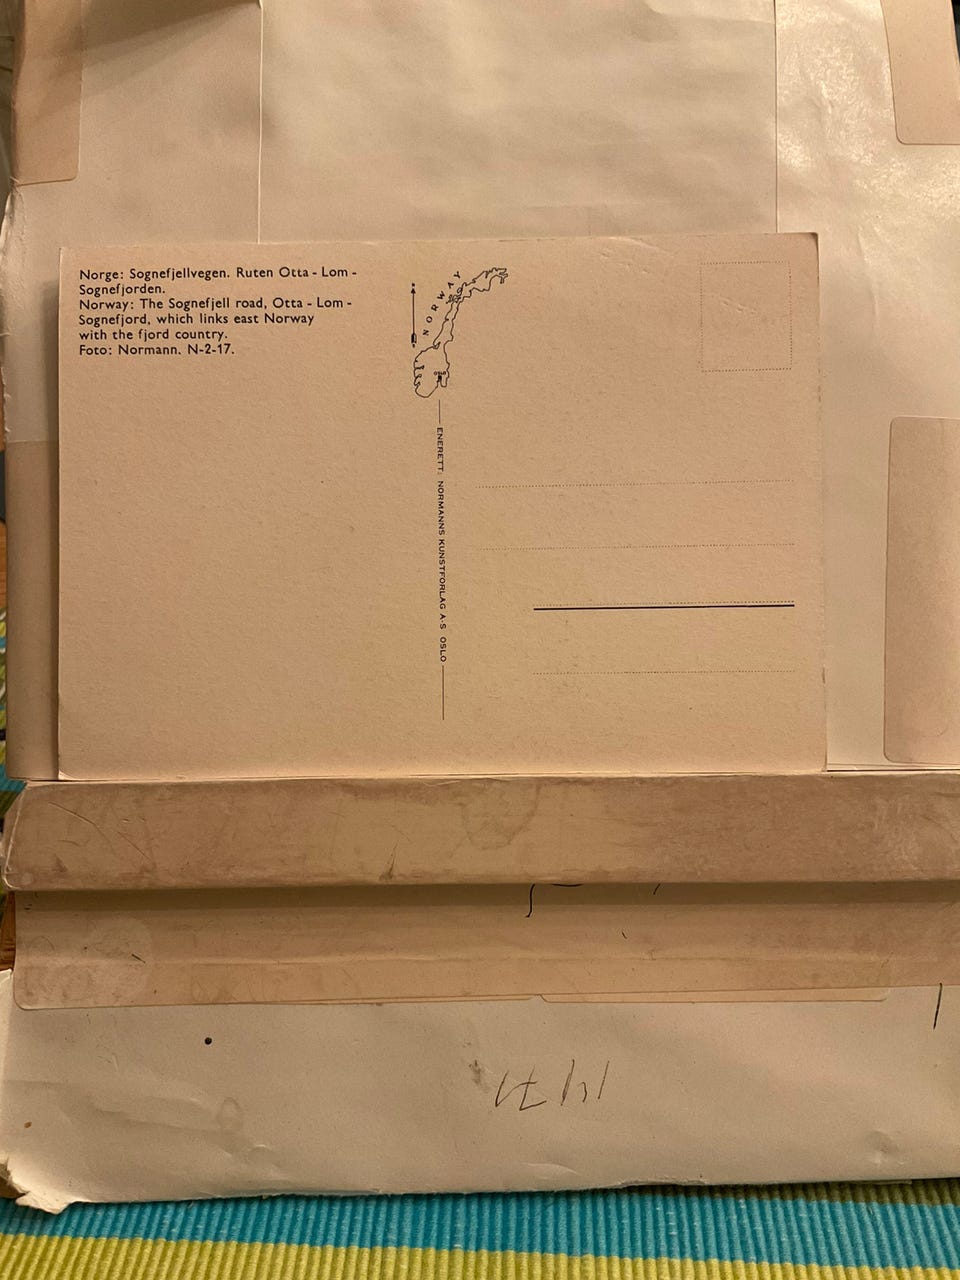 Norge: Sognefjellvegen. Ruten Otta - Lom -
Sognefjorden.
Norway: The Sognefjell road, Otta - Lom -
Sognefjord, which links east Norway
with the fjord country.
Foto: Normann. N-2-17.
NORWAY
OSLO
ENERETT: NORMANNS KUNSTFORLAG A·S OSLO